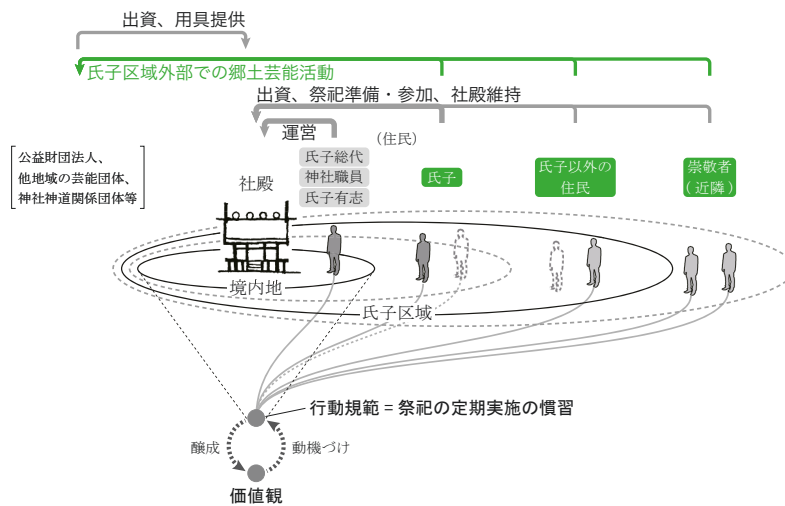 出資、用具提供
氏子区域外部での郷土芸能活動
出資、祭祀準備・参加、社殿維持
運営
（住民）
公益財団法人、
他地域の芸能団体、
神社神道関係団体等
社殿
氏子総代
神社職員
氏子有志
氏子
氏子以外の
住民
崇敬者
（近隣）
境内地
氏子区域
行動規範 = 祭祀の定期実施の慣習
醸成
動機づけ
価値観